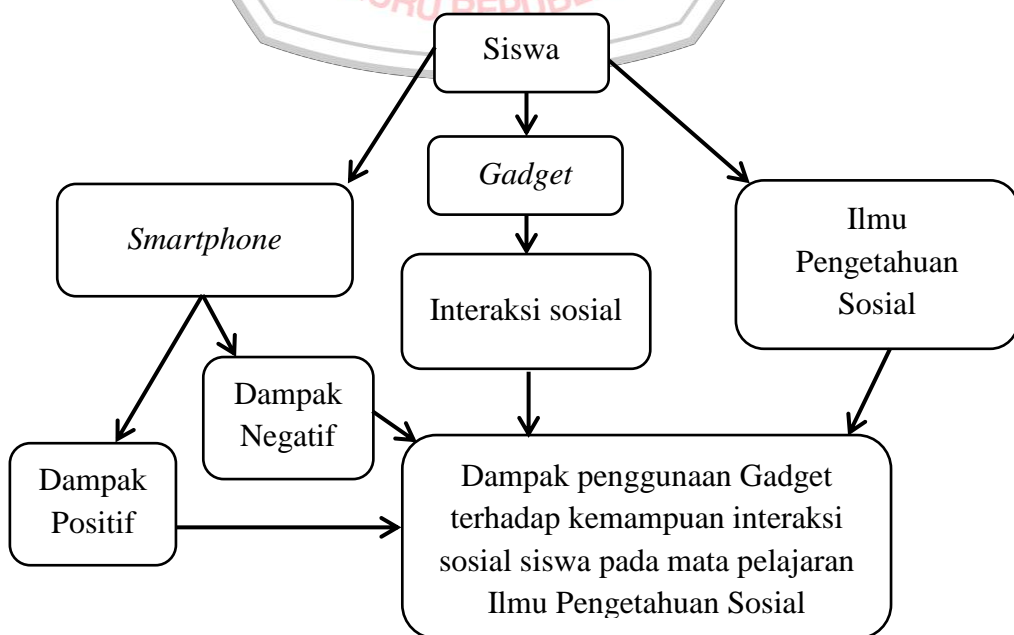 Siswa
Gadget
Smartphone
Ilmu
Pengetahuan
Sosial
Interaksi sosial
Dampak
Negatif
Dampak
Positif
Dampak penggunaan Gadget
terhadap kemampuan interaksi
sosial siswa pada mata pelajaran
Ilmu Pengetahuan Sosial